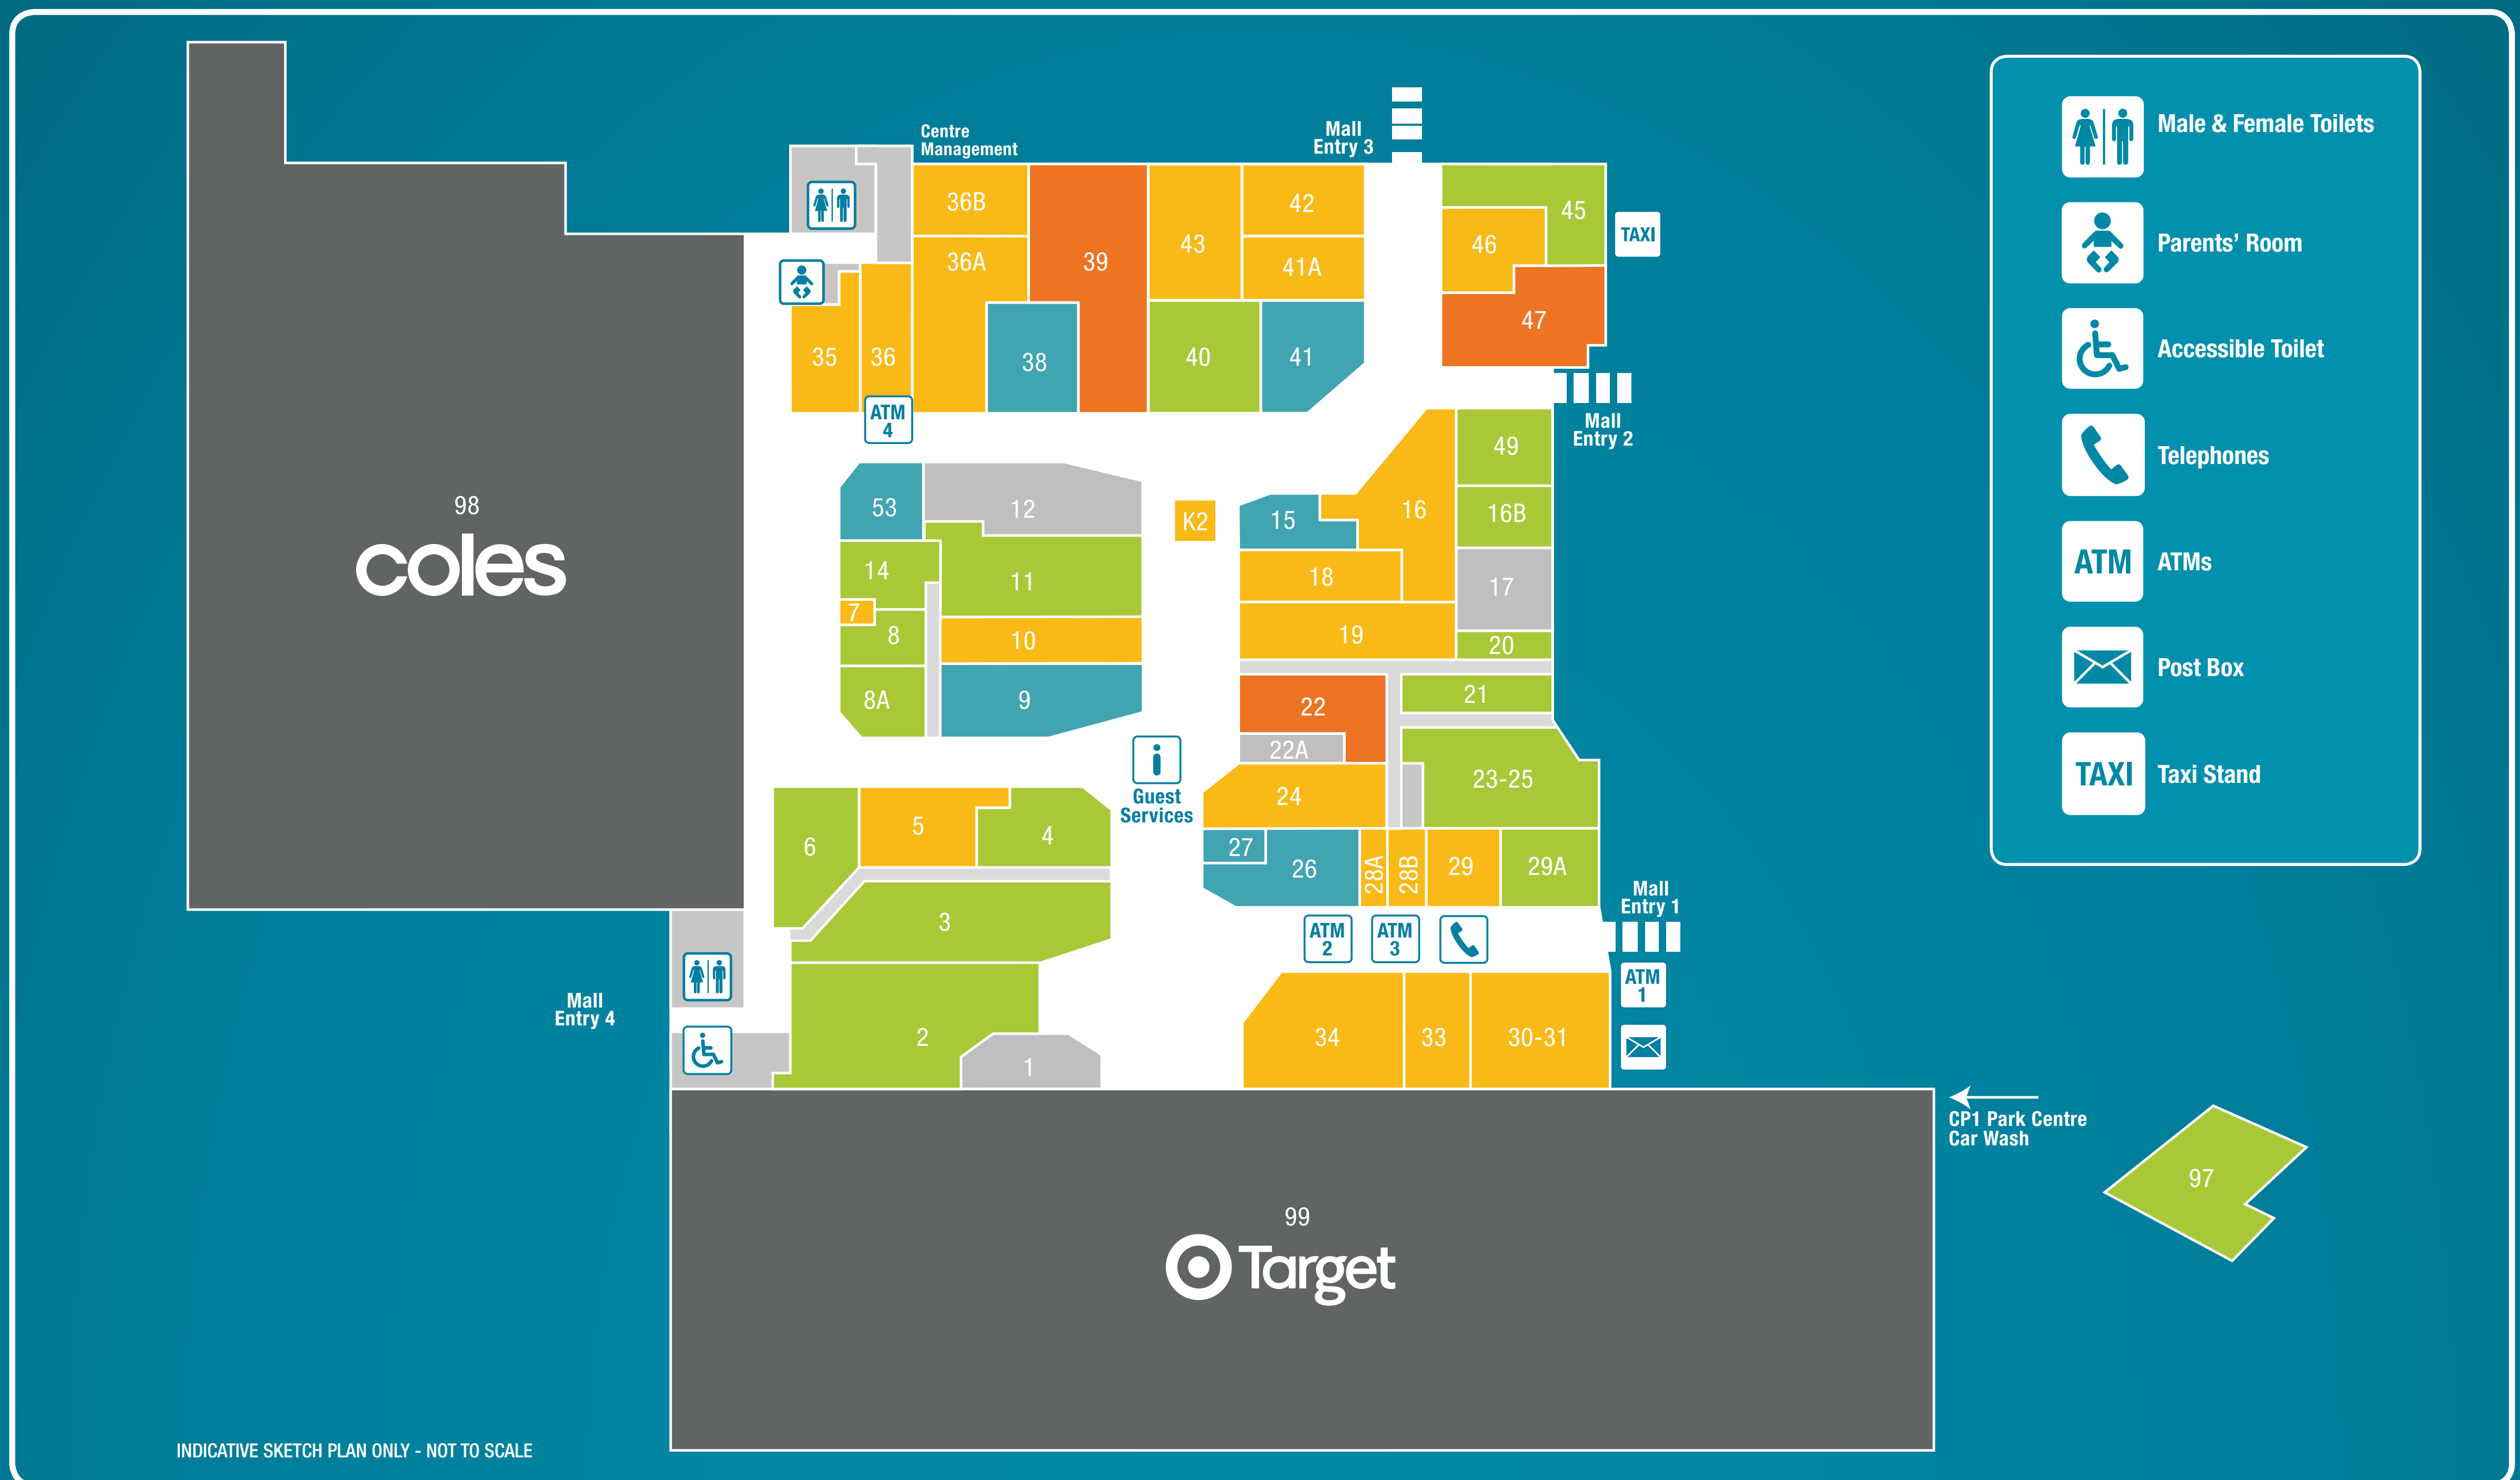 Centre
Management
Mall
Entry 3
36B
36A
39
43
42
41A
45
46
TAXI
47
35
36
38
40
41
ATM
4
Mall
Entry 2
98
coles
53
12
14
11
7
8
10
8A
9
K2
15
16
49
16B
18
17
19
20
22
21
22A
24
23-25
i
Guest
Services
6
5
4
3
27
26
28A
28B
29
29A
Mall
Entry 1
ATM
2
ATM
3
ATM
1
Mall
Entry 4
2
1
34
33
30-31
99
Target
CP1 Park Centre
Car Wash
97
Male & Female Toilets
Parents’ Room
Accessible Toilet
Telephones
ATM ATMs
Post Box
TAXI Taxi Stand
INDICATIVE SKETCH PLAN ONLY - NOT TO SCALE